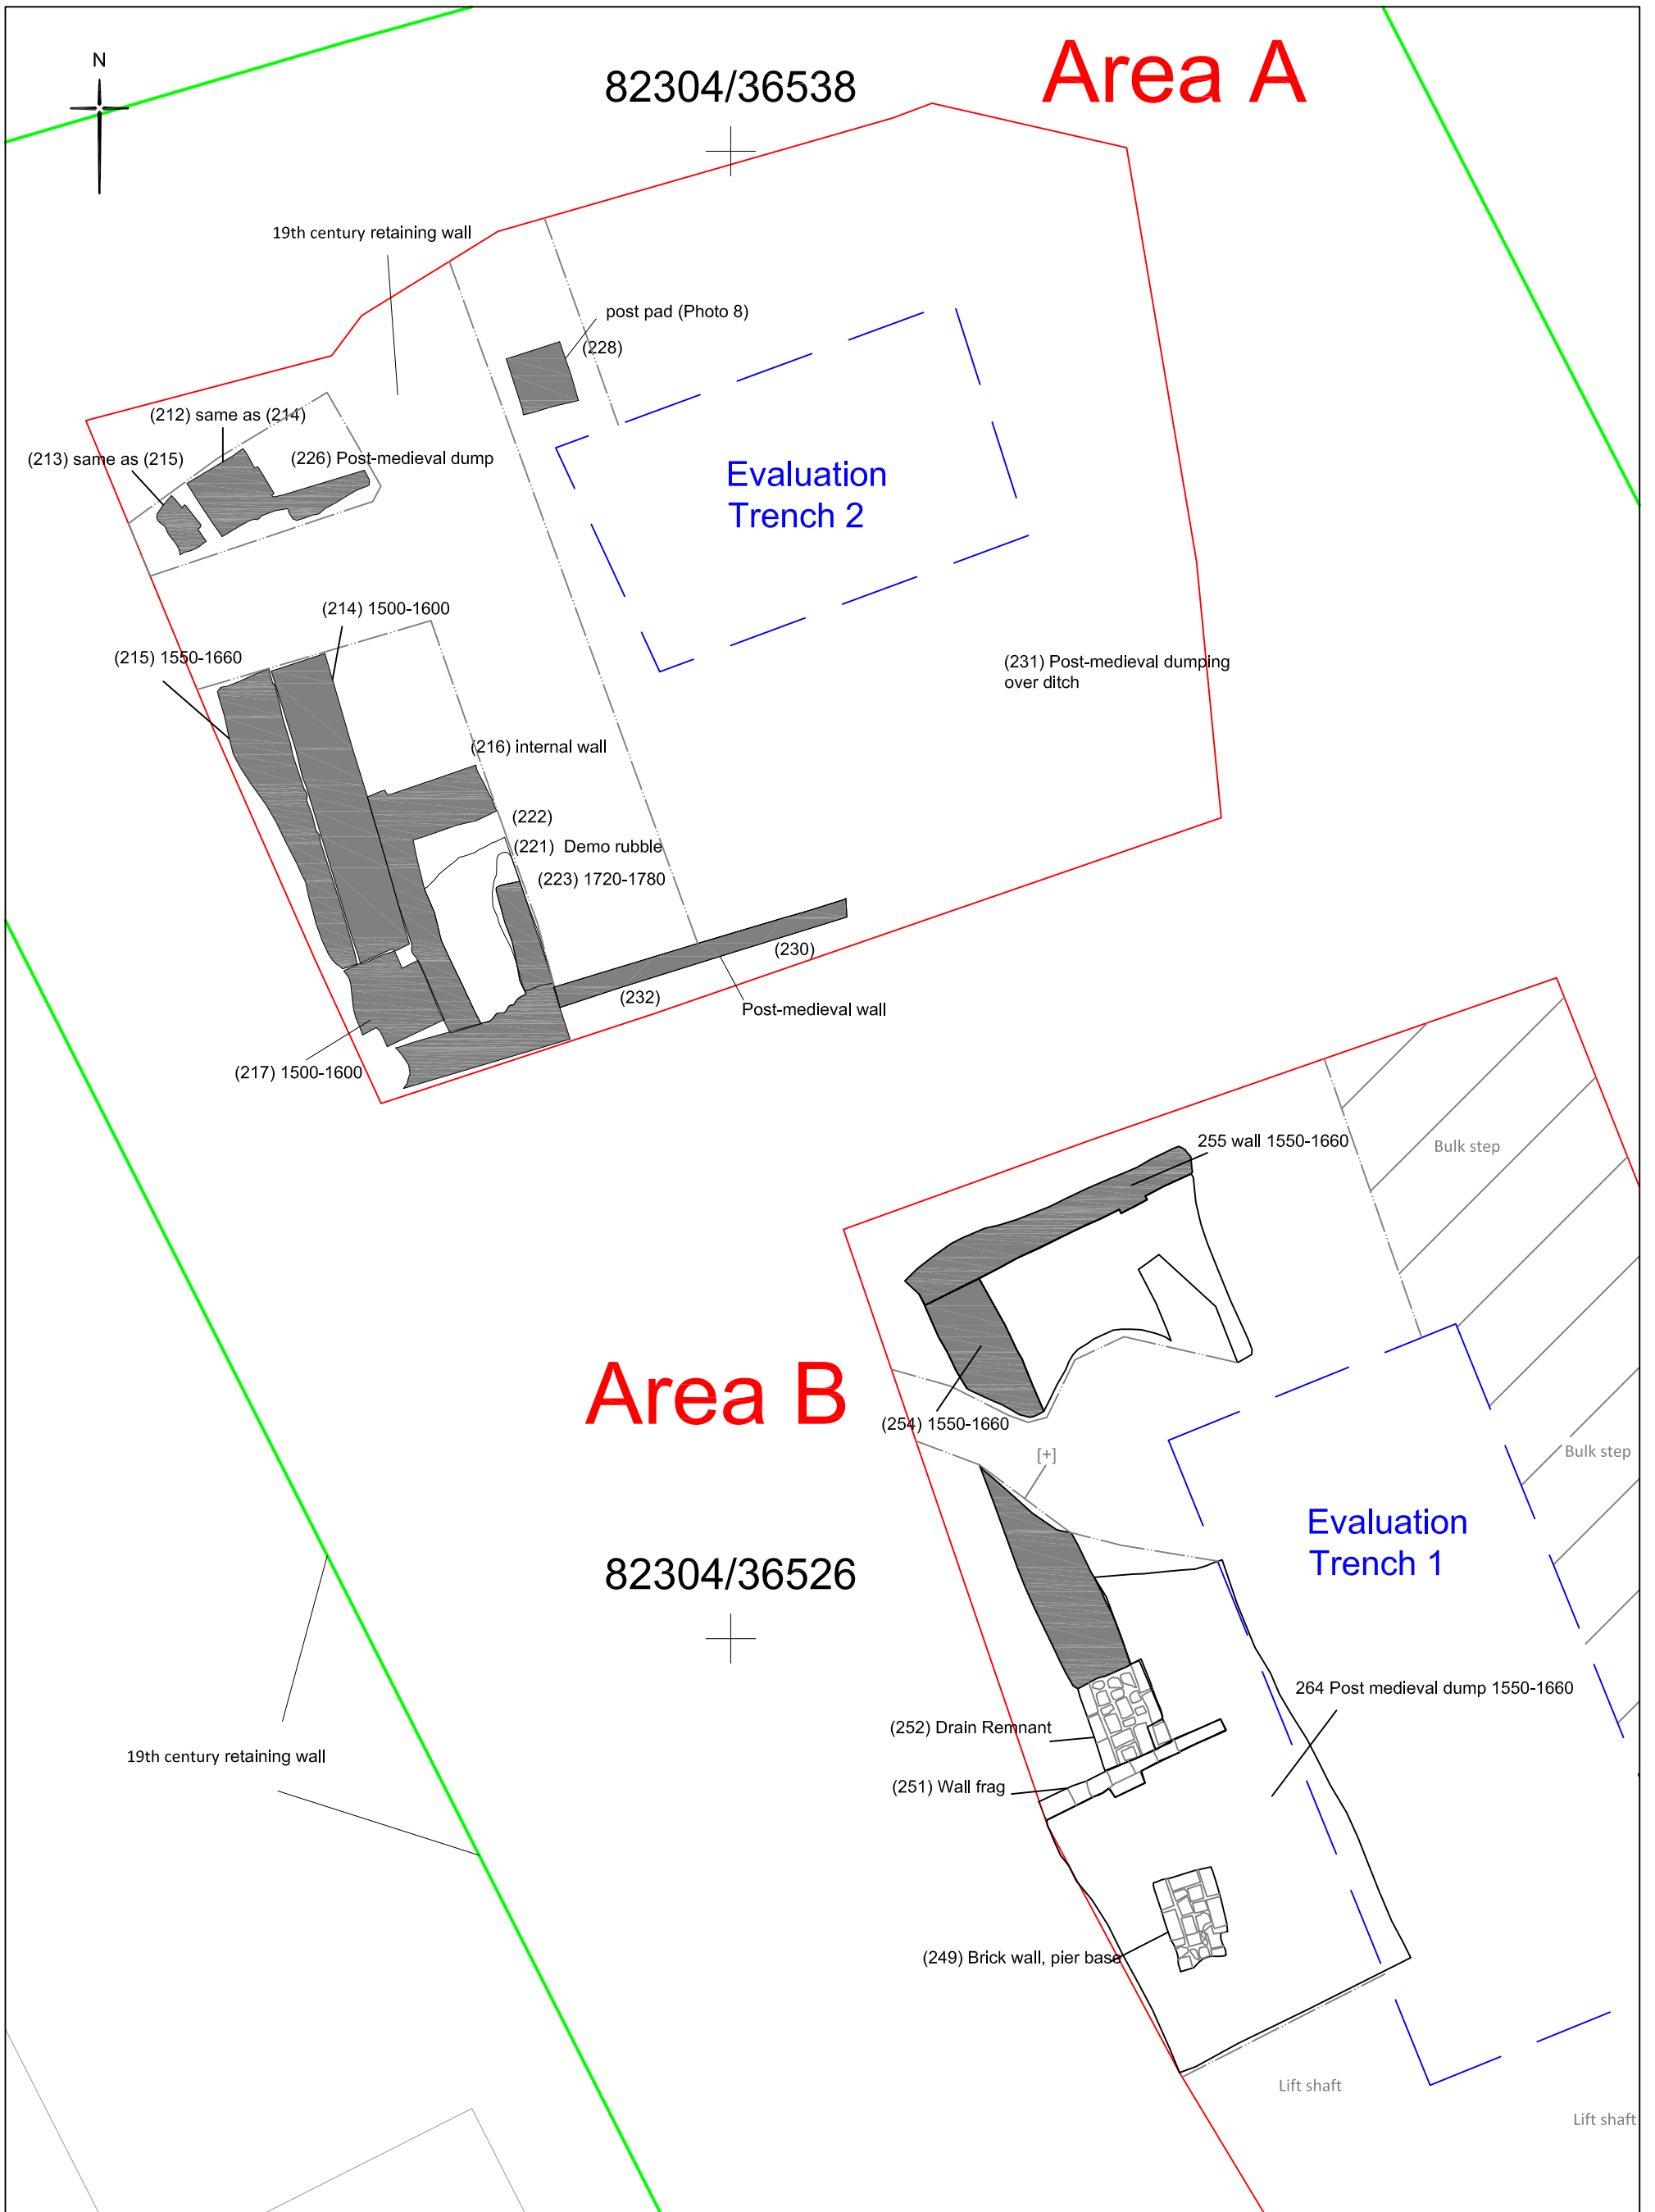 N
82304/36538
Area A
19th century retaining wall
post pad (Photo 8)
(228)
(212) same as (214)
(213) same as (215)
(226) Post-medieval dump
Evaluation
Trench 2
(214) 1500-1600
(215) 1550-1660
(231) Post-medieval dumping
over ditch
(216) internal wall
(222)
(221) Demo rubble
(223) 1720-1780
(230)
(232)
Post-medieval wall
(217) 1500-1600
255 wall 1550-1660
Bulk step
Area B
(254) 1550-1660
[+]
Bulk step
Evaluation
Trench 1
82304/36526
264 Post medieval dump 1550-1660
(252) Drain Remnant
19th century retaining wall
(251) Wall frag
(249) Brick wall, pier base
Lift shaft
Lift shaft